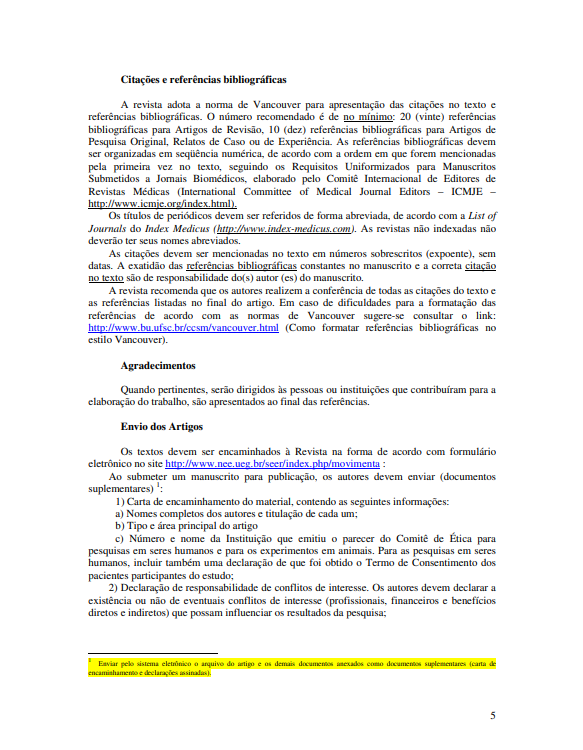 Citações e referências bibliográficas
A revista adota a norma de Vancouver para apresentação das citações no texto e
referências bibliográficas. O número recomendado é de no mínimo: 20 (vinte) referências
bibliográficas para Artigos de Revisão, 10 (dez) referências bibliográficas para Artigos de
Pesquisa Original, Relatos de Caso ou de Experiência. As referências bibliográficas devem
ser organizadas em seqüência numérica, de acordo com a ordem em que forem mencionadas
pela primeira vez no texto, seguindo os Requisitos Uniformizados para Manuscritos
Submetidos a Jornais Biomédicos, elaborado pelo Comitê Internacional de Editores de
Revistas Médicas (International Committee of Medical Journal Editors – ICMJE –
http://www.icmje.org/index.html).
Os títulos de periódicos devem ser referidos de forma abreviada, de acordo com a List of
Journals do Index Medicus (http://www.index-medicus.com). As revistas não indexadas não
deverão ter seus nomes abreviados.
As citações devem ser mencionadas no texto em números sobrescritos (expoente), sem
datas. A exatidão das referências bibliográficas constantes no manuscrito e a correta citação
no texto são de responsabilidade do(s) autor (es) do manuscrito.
A revista recomenda que os autores realizem a conferência de todas as citações do texto e
as referências listadas no final do artigo. Em caso de dificuldades para a formatação das
referências de acordo com as normas de Vancouver sugere-se consultar o link:
http://www.bu.ufsc.br/ccsm/vancouver.html (Como formatar referências bibliográficas no
estilo Vancouver).
Agradecimentos
Quando pertinentes, serão dirigidos às pessoas ou instituições que contribuíram para a
elaboração do trabalho, são apresentados ao final das referências.
Envio dos Artigos
Os textos devem ser encaminhados à Revista na forma de acordo com formulário
eletrônico no site http://www.nee.ueg.br/seer/index.php/movimenta :
Ao submeter um manuscrito para publicação, os autores devem enviar (documentos
suplementares) 1:
1) Carta de encaminhamento do material, contendo as seguintes informações:
a) Nomes completos dos autores e titulação de cada um;
b) Tipo e área principal do artigo
c) Número e nome da Instituição que emitiu o parecer do Comitê de Ética para
pesquisas em seres humanos e para os experimentos em animais. Para as pesquisas em seres
humanos, incluir também uma declaração de que foi obtido o Termo de Consentimento dos
pacientes participantes do estudo;
2) Declaração de responsabilidade de conflitos de interesse. Os autores devem declarar a
existência ou não de eventuais conflitos de interesse (profissionais, financeiros e benefícios
diretos e indiretos) que possam influenciar os resultados da pesquisa;
1 Enviar pelo sistema eletrônico o arquivo do artigo e os demais documentos anexados como documentos suplementares (carta de
encaminhamento e declarações assinadas).
5